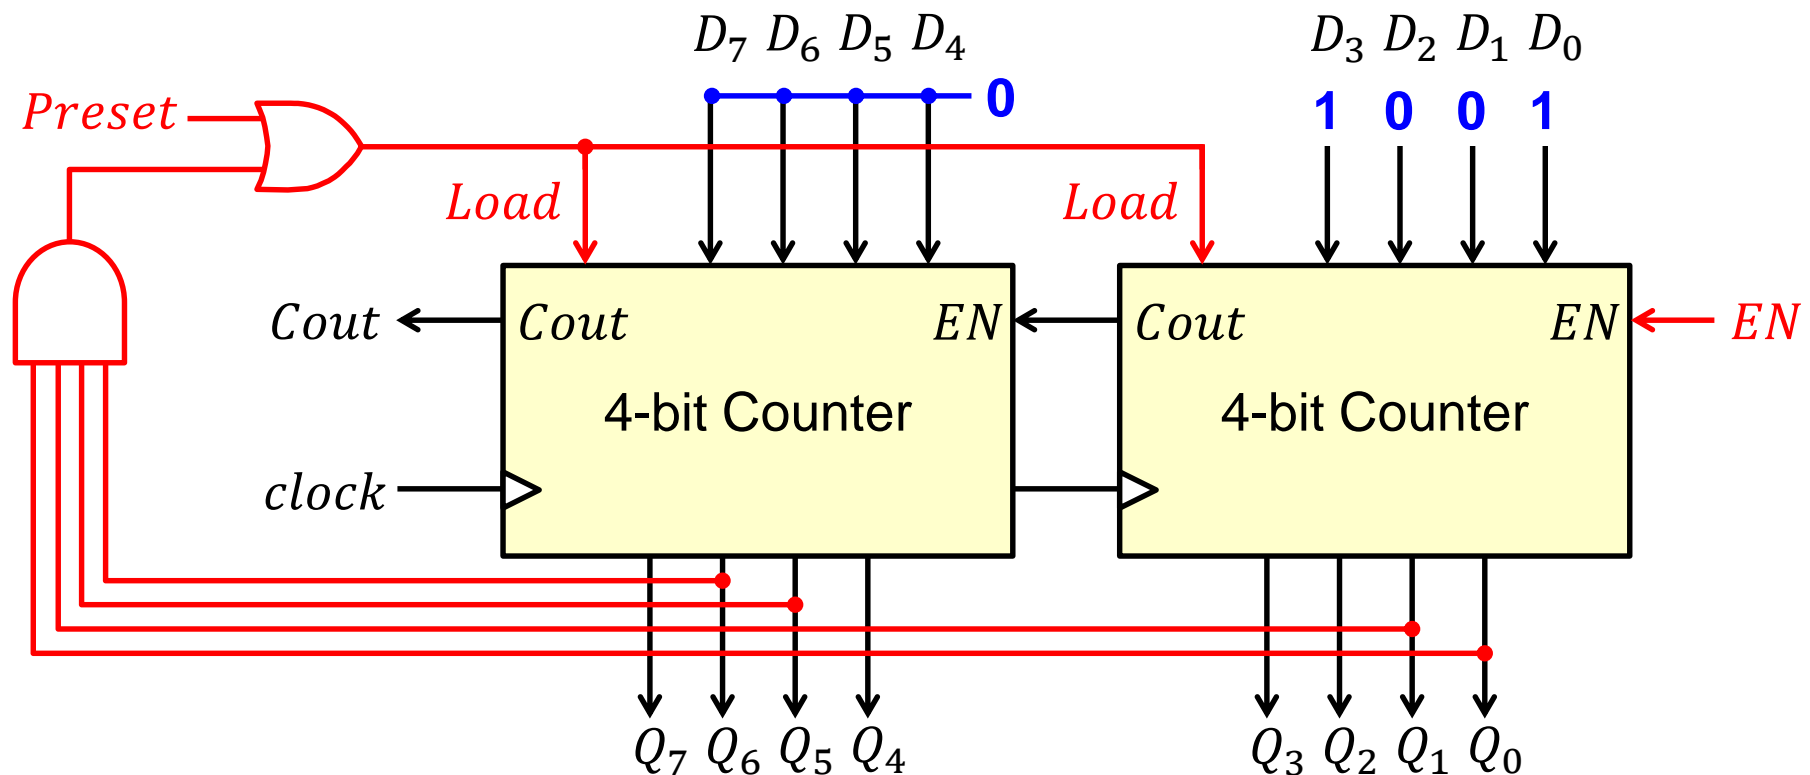 D₇ D₆ D₅ D₄ D₃ D₂ D₁ D₀
Preset 0 1 0 0 1
Load Load
Cout Cout EN Cout EN EN
4-bit Counter 4-bit Counter
clock
Q₇ Q₆ Q₅ Q₄ Q₃ Q₂ Q₁ Q₀